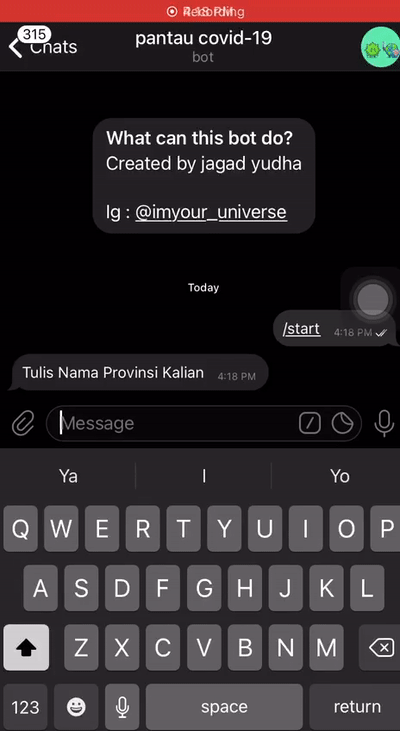 315
Chats
pantau covid-19
bot
What can this bot do?
Created by jagad yudha
Ig : @imyour_universe
Today
/start 4:18 PM
Tulis Nama Provinsi Kalian 4:18 PM
Message
Ya I Yo
Q W E R T Y U I O P
A S D F G H J K L
Z X C V B N M
123 space return